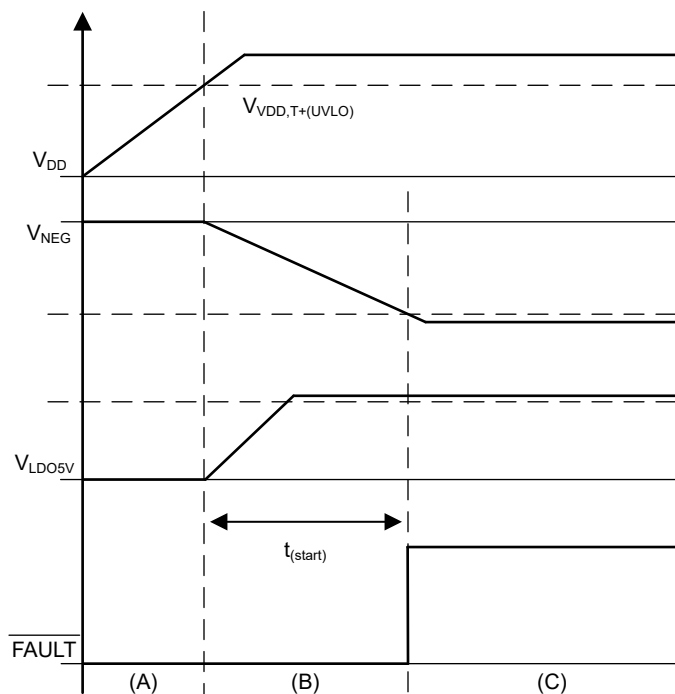 V_VDD,T+(UVLO)
V_DD
V_NEG
V_LDO5V
t_(start)
FAULT
(A) (B) (C)